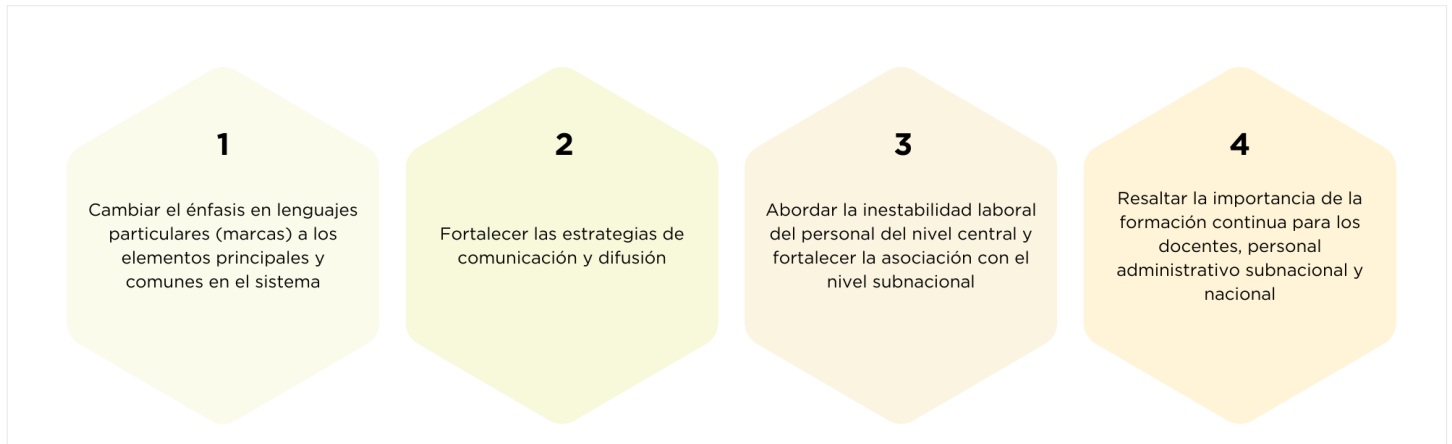 1
Cambiar el énfasis en lenguajes
particulares (marcas) a los
elementos principales y
comunes en el sistema
2
Fortalecer las estrategias de
comunicación y difusión
3
Abordar la inestabilidad laboral
del personal del nivel central y
fortalecer la asociación con el
nivel subnacional
4
Resaltar la importancia de la
formación continua para los
docentes, personal
administrativo subnacional y
nacional